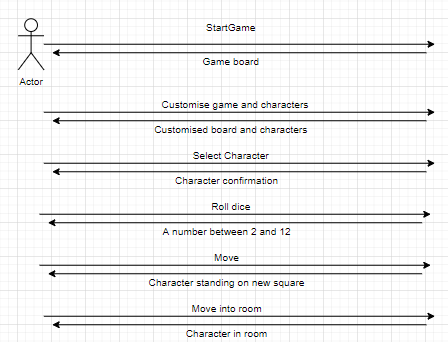 StartGame
Game board
Actor
Customise game and characters
Customised board and characters
Select Character
Character confirmation
Roll dice
A number between 2 and 12
Move
Character standing on new square
Move into room
Character in room